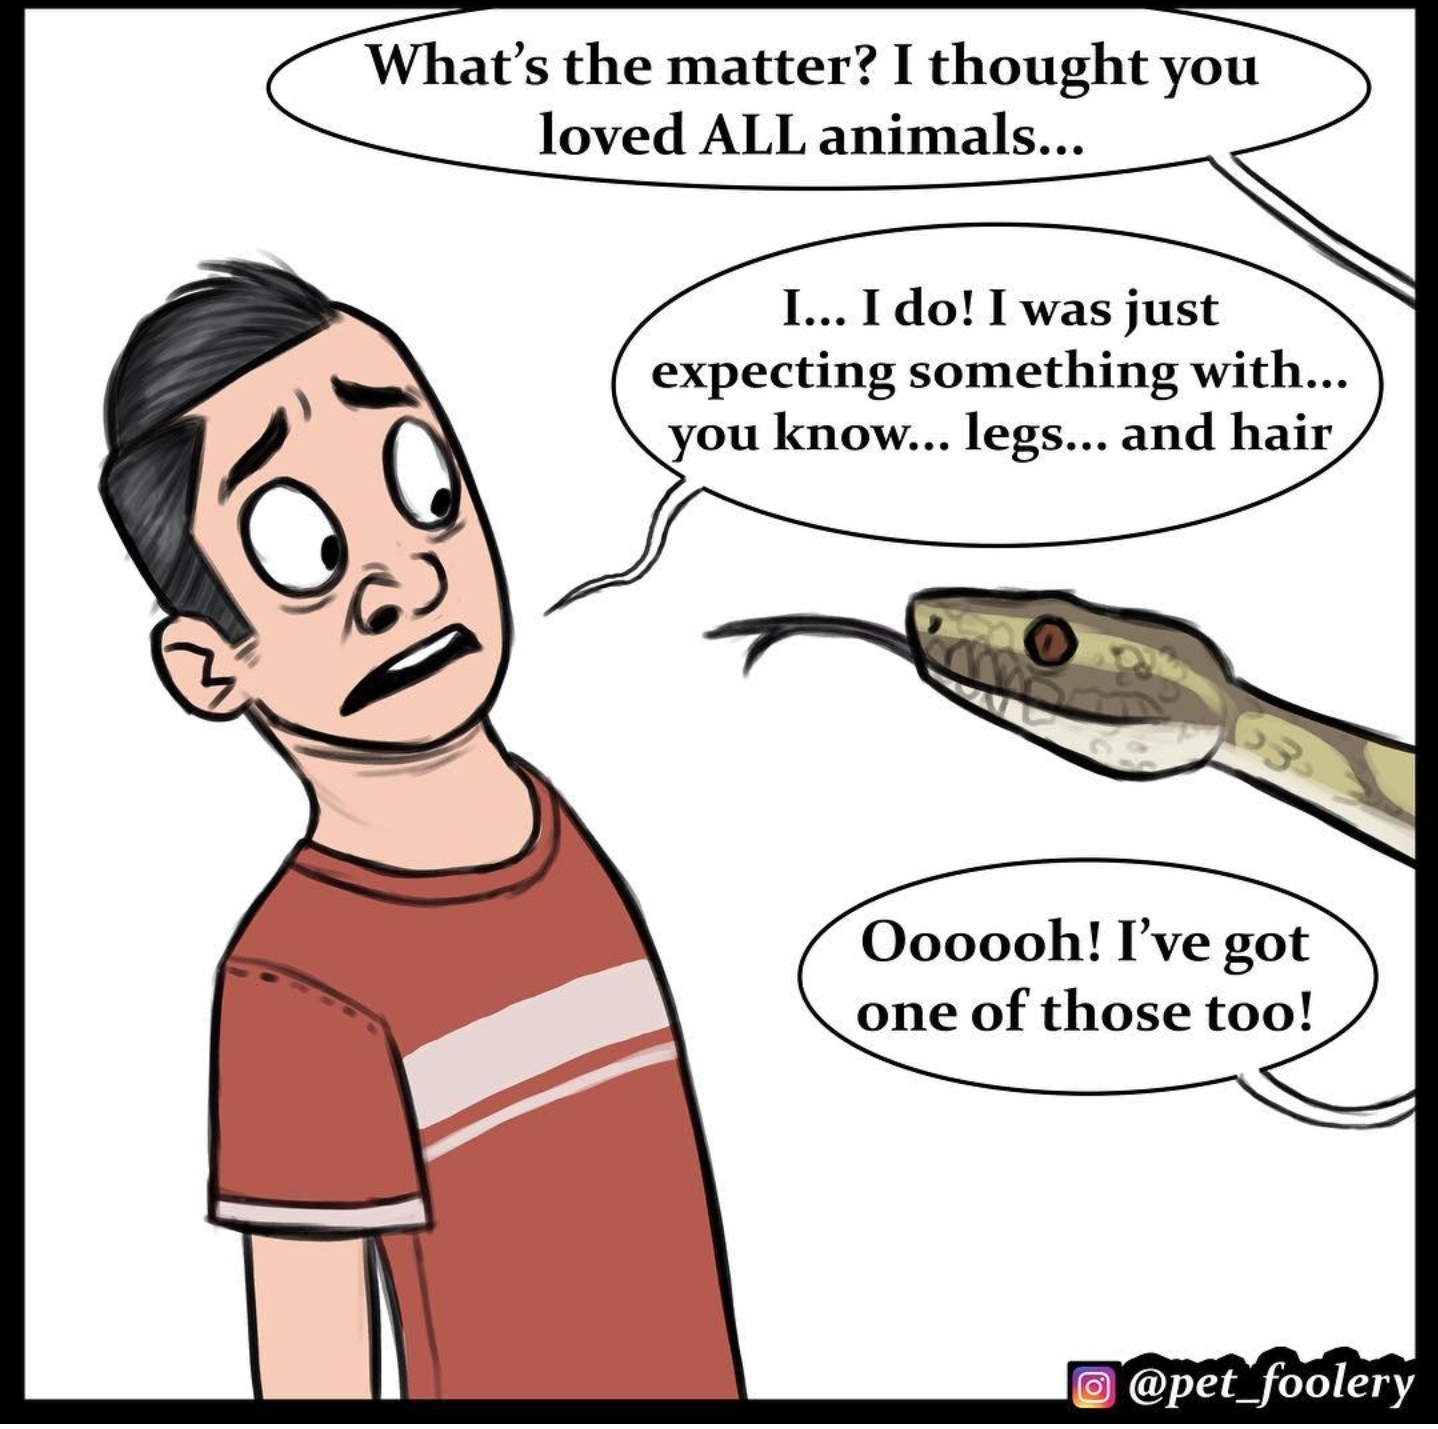 What's the matter? I thought you
loved ALL animals...
I... I do! I was just
expecting something with...
you know... legs... and hair
Oooooh! I've got
one of those too!
@pet_foolery